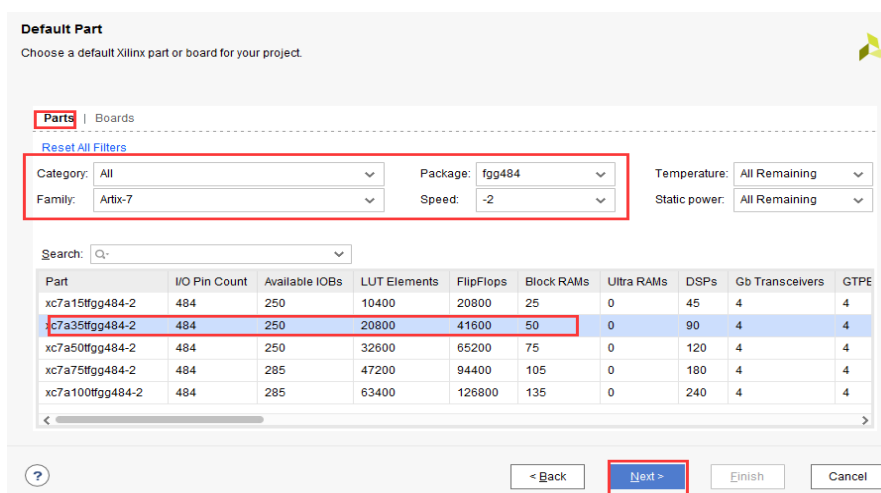 Default Part
Choose a default Xilinx part or board for your project.
Parts | Boards
Reset All Filters
Category: All Package: fgg484 Temperature: All Remaining
Family: Artix-7 Speed: -2 Static power: All Remaining
Search: Q-
Part I/O Pin Count Available IOBs LUT Elements FlipFlops Block RAMs Ultra RAMs DSPs Gb Transceivers GTPE
xc7a15tfgg484-2 484 250 10400 20800 25 0 45 4 4
xc7a35tfgg484-2 484 250 20800 41600 50 0 90 4 4
xc7a50tfgg484-2 484 250 32600 65200 75 0 120 4 4
xc7a75tfgg484-2 484 285 47200 94400 105 0 180 4 4
xc7a100tfgg484-2 484 285 63400 126800 135 0 240 4 4
? < Back Next > Finish Cancel